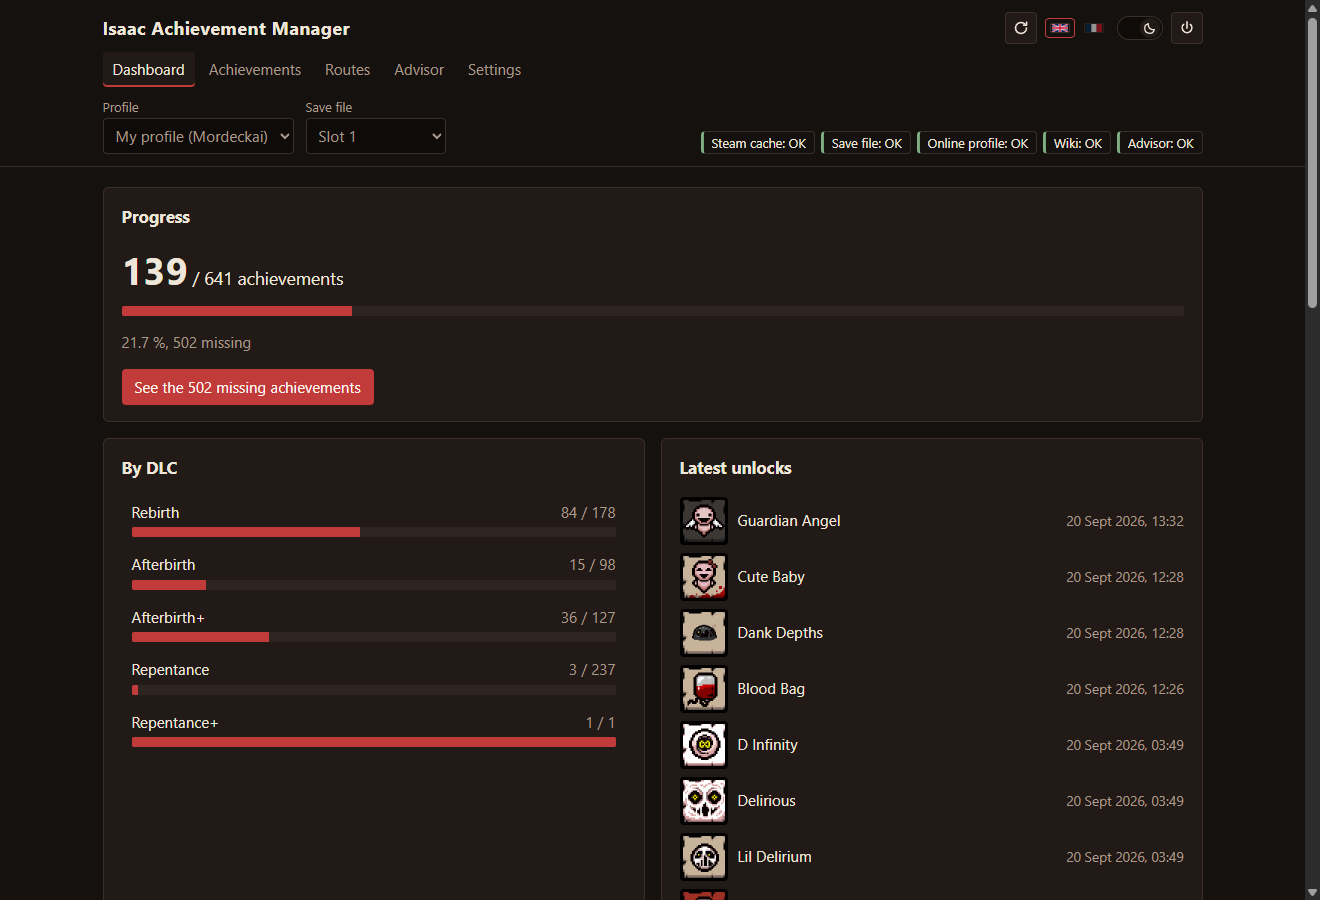 Isaac Achievement Manager
Dashboard Achievements Routes Advisor Settings
Profile Save file
My profile (Mordeckai) Slot 1
Steam cache: OK Save file: OK Online profile: OK Wiki: OK Advisor: OK
Progress
139 / 641 achievements
21.7 %, 502 missing
See the 502 missing achievements
By DLC
Rebirth 84 / 178
Afterbirth 15 / 98
Afterbirth+ 36 / 127
Repentance 3 / 237
Repentance+ 1 / 1
Latest unlocks
Guardian Angel 20 Sept 2026, 13:32
Cute Baby 20 Sept 2026, 12:28
Dank Depths 20 Sept 2026, 12:28
Blood Bag 20 Sept 2026, 12:26
D Infinity 20 Sept 2026, 03:49
Delirious 20 Sept 2026, 03:49
Lil Delirium 20 Sept 2026, 03:49